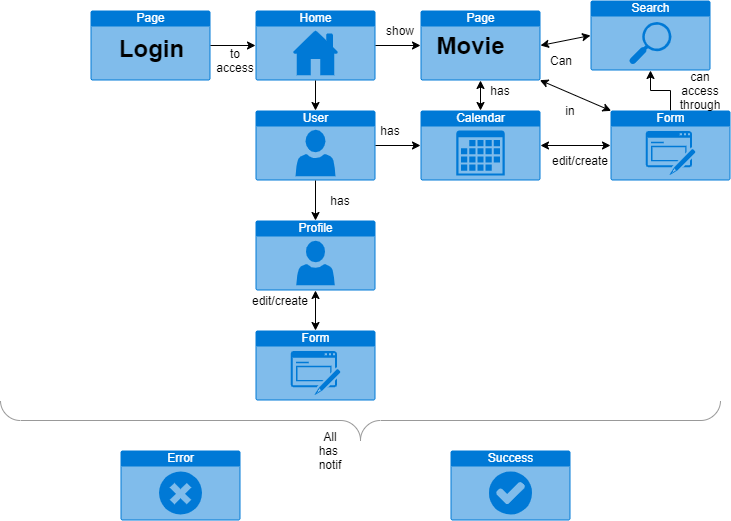 Page
Login
to
access
Home
show
Page
Movie
Can
Search
can
access
through
User
has
has
Calendar
in
edit/create
Form
has
Profile
edit/create
Form
All
has
notif
Error
Success